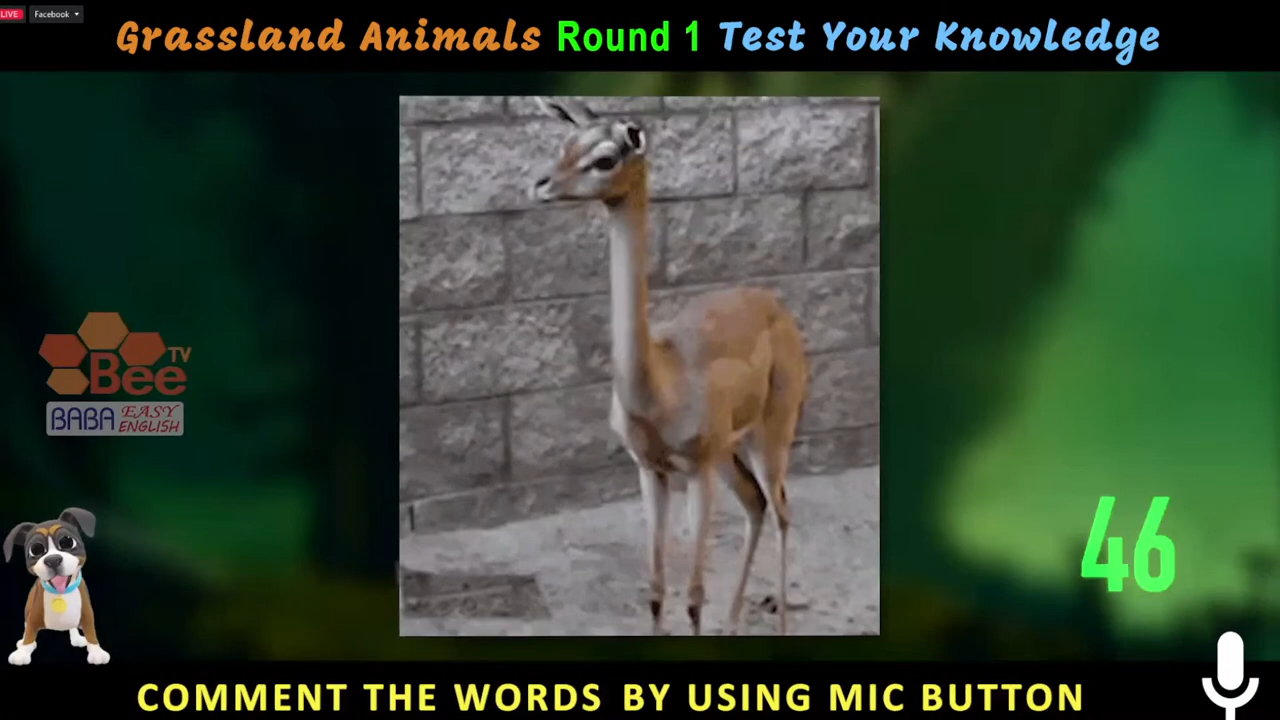 LIVE
Facebook
Grassland Animals Round 1 Test Your Knowledge
Bee TV
BABA EASY ENGLISH
46
COMMENT THE WORDS BY USING MIC BUTTON